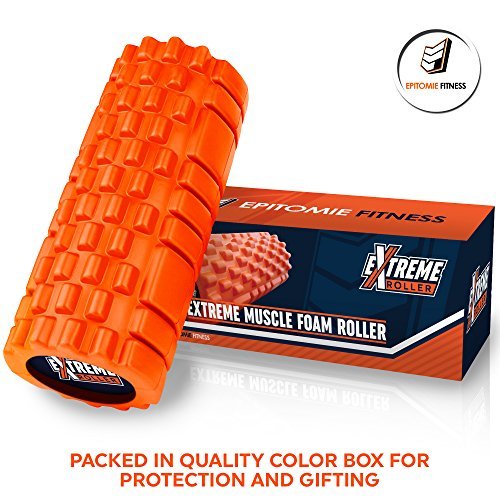 EPITOMIE FITNESS
EPITOMIE FITNESS
EXTREME
ROLLER
EXTREME MUSCLE FOAM ROLLER
FITNESS
EXTREME
ROLLER
PACKED IN QUALITY COLOR BOX FOR
PROTECTION AND GIFTING